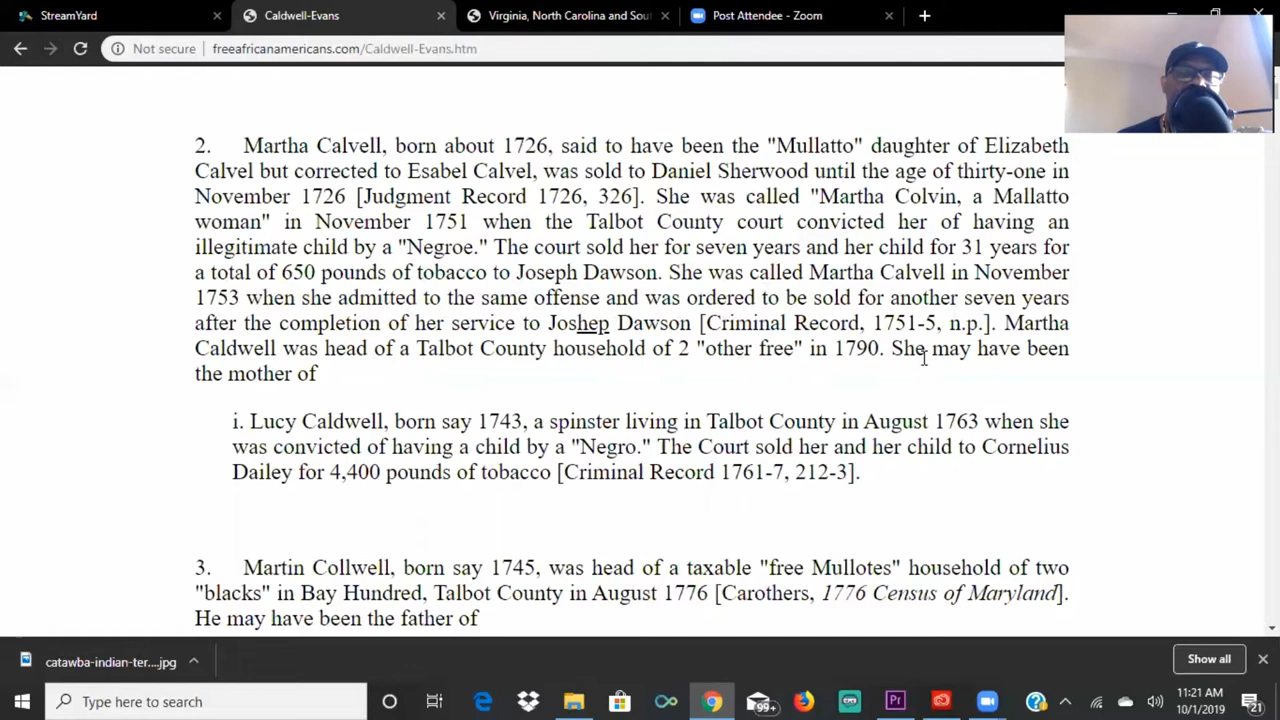 StreamYard
Caldwell-Evans
Virginia, North Carolina and Sout
Post Attendee - Zoom
Not secure
freeafricanamericans.com/Caldwell-Evans.htm
2. Martha Calvell, born about 1726, said to have been the "Mullatto" daughter of Elizabeth
Calvel but corrected to Esabel Calvel, was sold to Daniel Sherwood until the age of thirty-one in
November 1726 [Judgment Record 1726, 326]. She was called "Martha Colvin, a Mallatto
woman" in November 1751 when the Talbot County court convicted her of having an
illegitimate child by a "Negroe." The court sold her for seven years and her child for 31 years for
a total of 650 pounds of tobacco to Joseph Dawson. She was called Martha Calvell in November
1753 when she admitted to the same offense and was ordered to be sold for another seven years
after the completion of her service to Joshep Dawson [Criminal Record, 1751-5, n.p.]. Martha
Caldwell was head of a Talbot County household of 2 "other free" in 1790. She may have been
the mother of
i. Lucy Caldwell, born say 1743, a spinster living in Talbot County in August 1763 when she
was convicted of having a child by a "Negro." The Court sold her and her child to Cornelius
Dailey for 4,400 pounds of tobacco [Criminal Record 1761-7, 212-3].
3. Martin Collwell, born say 1745, was head of a taxable "free Mullotes" household of two
"blacks" in Bay Hundred, Talbot County in August 1776 [Carothers, 1776 Census of Maryland].
He may have been the father of
catawba-indian-ter....jpg
Show all
Type here to search
99+
Pr
11:21 AM
10/1/2019
21